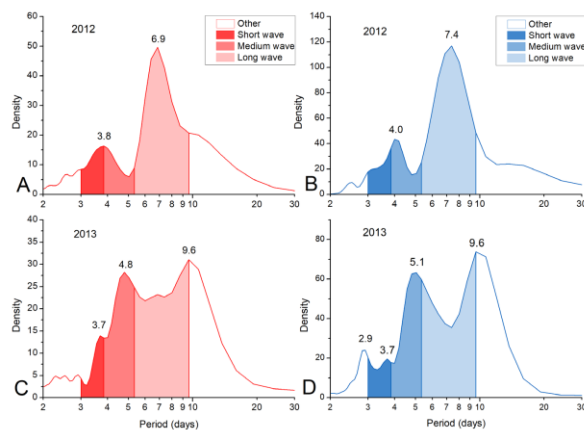 2012
6.9
3.8
Other
Short wave
Medium wave
Long wave
Density
60
50
40
30
20
10
0
A
2 3 4 5 6 7 8 9 10 20 30
2012
7.4
4.0
Other
Short wave
Medium wave
Long wave
Density
140
120
100
80
60
40
20
0
B
2 3 4 5 6 7 8 9 10 20 30
2013
9.6
4.8
3.7
Density
40
35
30
25
20
15
10
5
0
C
2 3 4 5 6 7 8 9 10 20 30
Period (days)
2013
9.6
5.1
2.9
3.7
Density
80
60
40
20
0
D
2 3 4 5 6 7 8 9 10 20 30
Period (days)